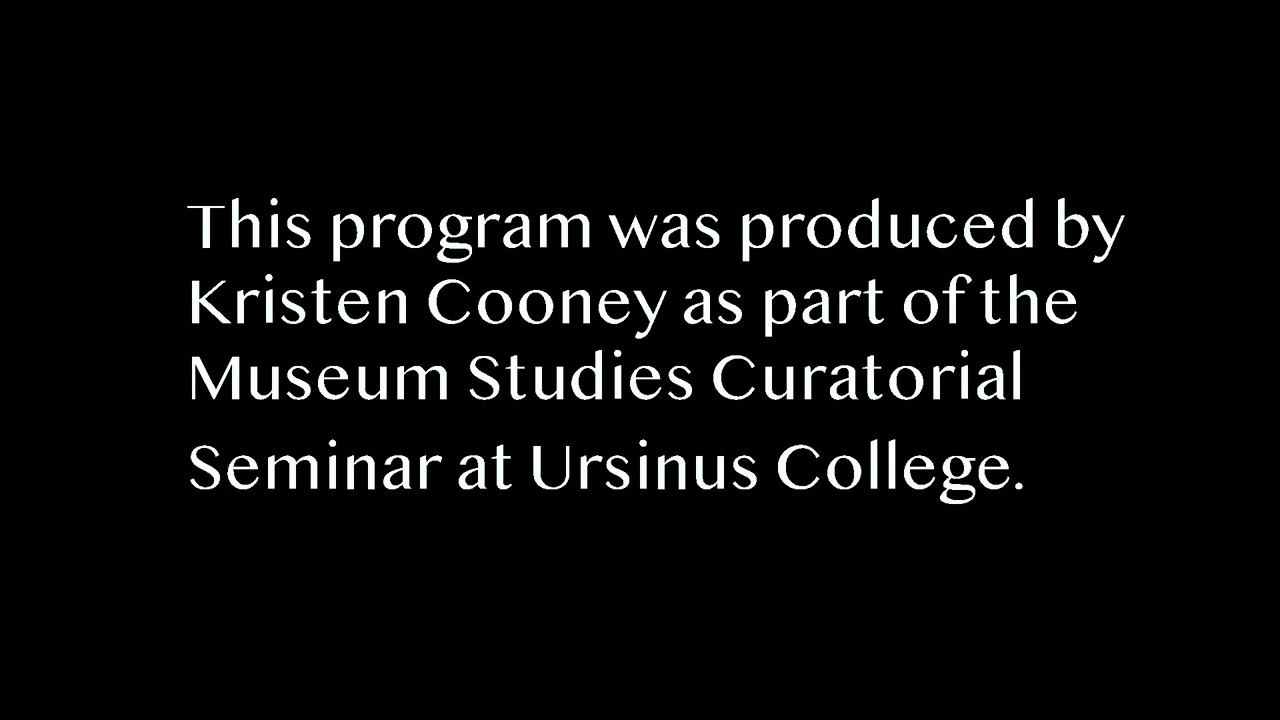 This program was produced by
Kristen Cooney as part of the
Museum Studies Curatorial
Seminar at Ursinus College.